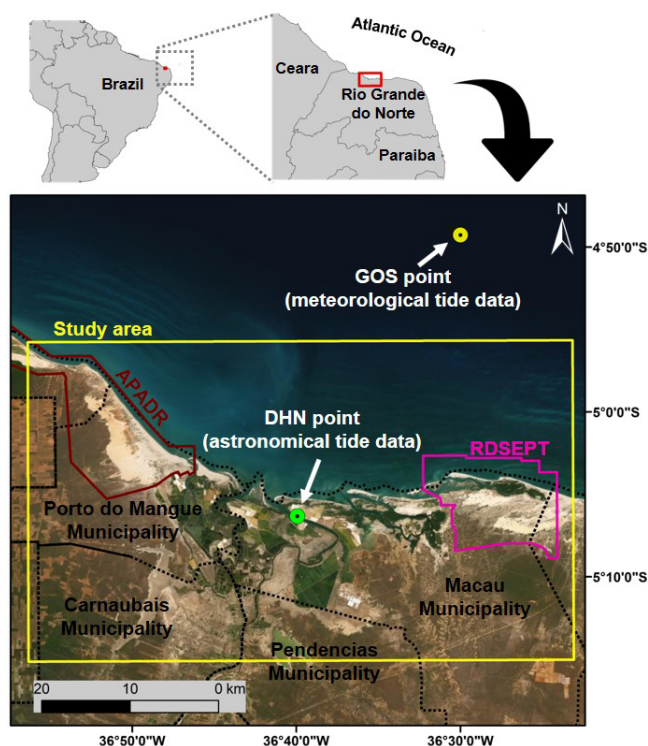 Atlantic Ocean
Brazil
Ceara
Rio Grande
do Norte
Paraiba
N
4°50'0"S
GOS point
(meteorological tide data)
Study area
APADR
DHN point
(astronomical tide data)
5°0'0"S
RDSEPT
Porto do Mangue
Municipality
5°10'0"S
Carnaubais
Municipality
Macau
Municipality
Pendencias
Municipality
20 10 0 km
36°50'0"W 36°40'0"W 36°30'0"W